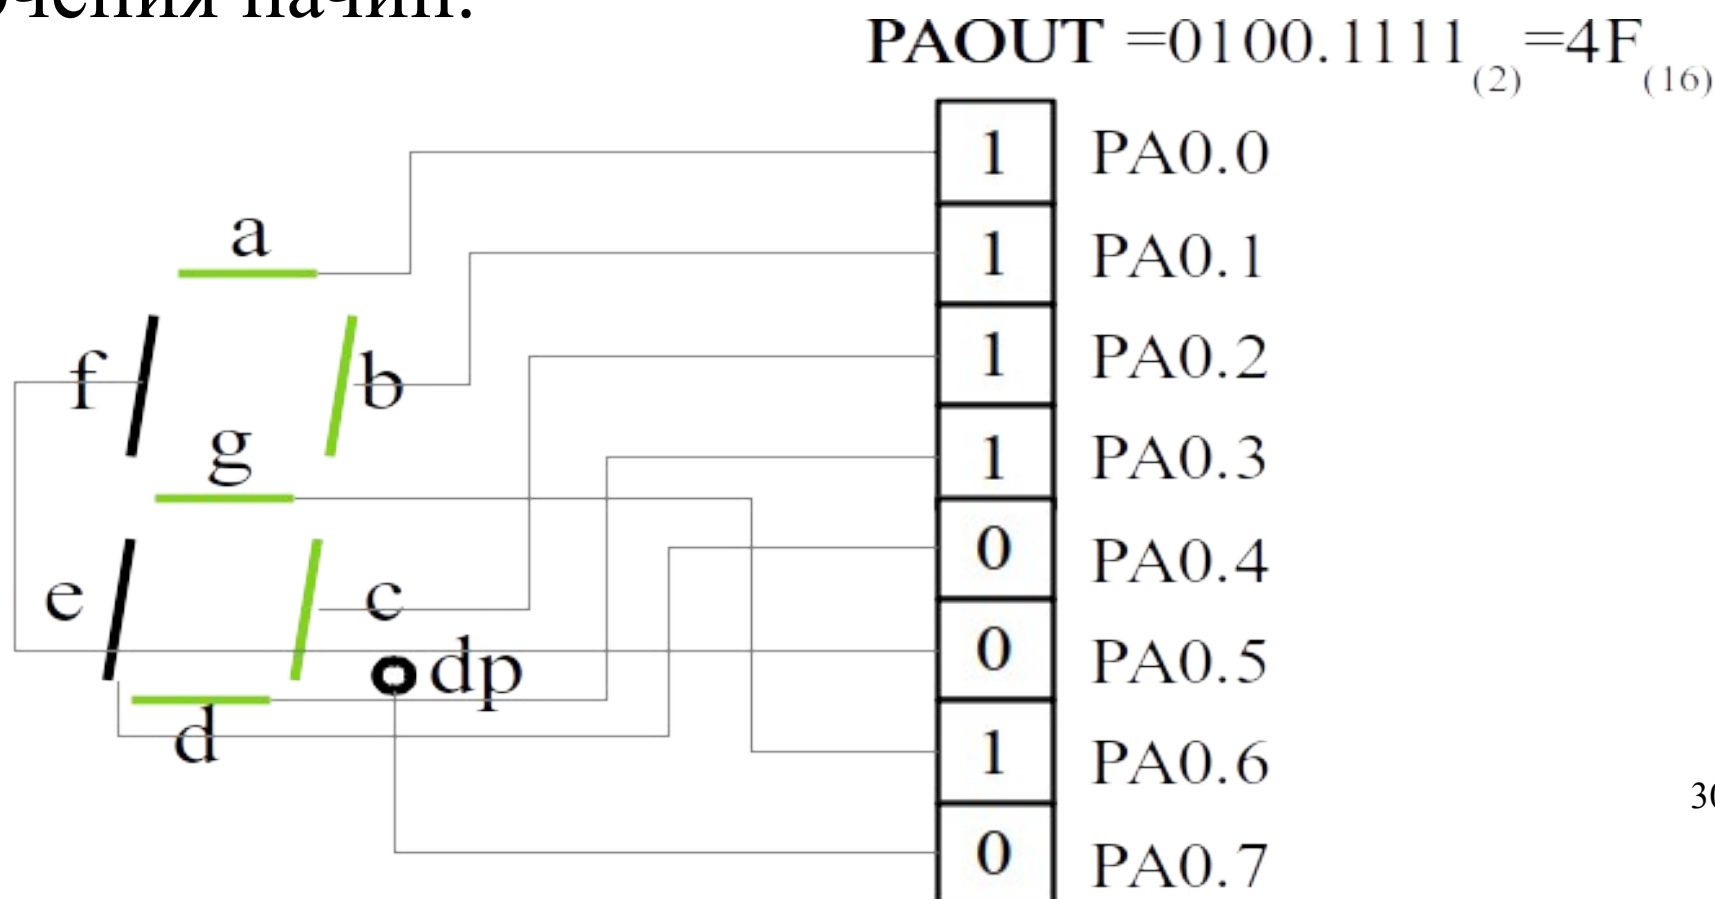 начин.
PAOUT =0100.1111(2)=4F(16)
1 PA0.0
a
1 PA0.1
1 PA0.2
f b
g
1 PA0.3
0 PA0.4
e c
0 PA0.5
dp
d
1 PA0.6
0 PA0.7